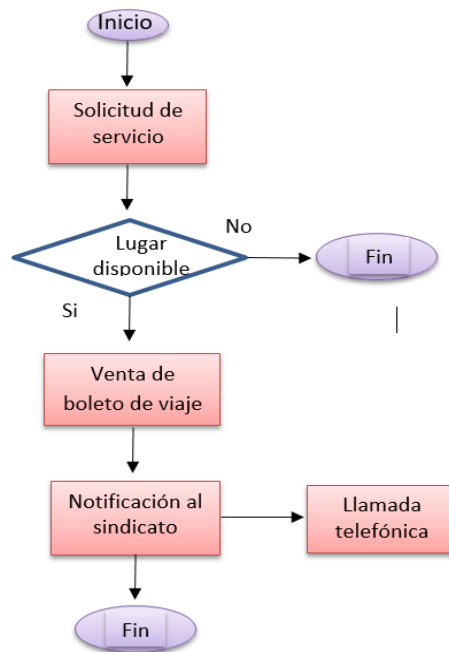 Inicio
Solicitud de
servicio
No
Lugar
disponible
Fin
Si
Venta de
boleto de viaje
Notificación al
sindicato
Llamada
telefónica
Fin